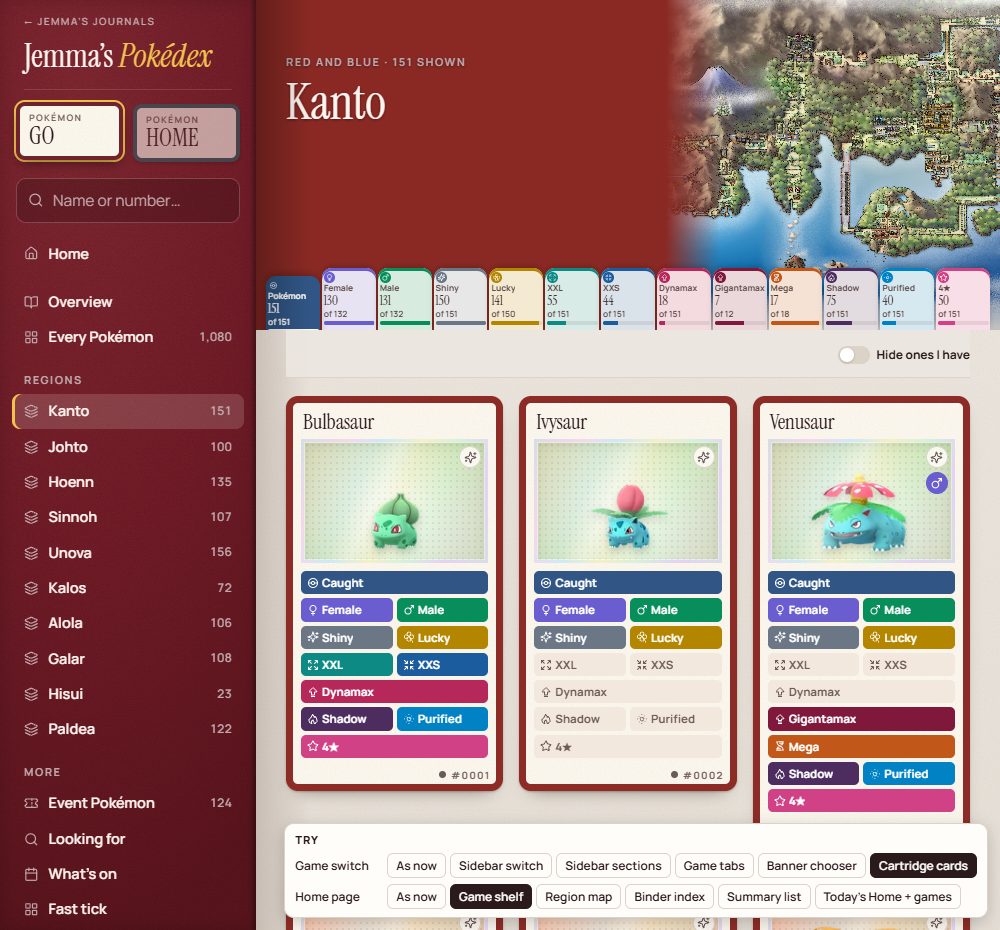 ← JEMMA'S JOURNALS
Jemma's Pokédex
POKÉMON
GO
POKÉMON
HOME
Name or number...
Home
Overview
Every Pokémon 1,080
REGIONS
Kanto 151
Johto 100
Hoenn 135
Sinnoh 107
Unova 156
Kalos 72
Alola 106
Galar 108
Hisui 23
Paldea 122
MORE
Event Pokémon 124
Looking for
What's on
Fast tick
RED AND BLUE · 151 SHOWN
Kanto
Pokémon
151
of 151
Female
130
of 132
Male
131
of 132
Shiny
150
of 151
Lucky
141
of 150
XXL
55
of 151
XXS
44
of 151
Dynamax
18
of 151
Gigantamax
7
of 12
Mega
17
of 18
Shadow
75
of 151
Purified
40
of 151
4★
50
of 151
Hide ones I have
Bulbasaur
Caught
Female Male
Shiny Lucky
XXL XXS
Dynamax
Shadow Purified
4★
#0001
Ivysaur
Caught
Female Male
Shiny Lucky
XXL XXS
Dynamax
Shadow Purified
4★
#0002
Venusaur
Caught
Female Male
Shiny Lucky
XXL XXS
Dynamax
Gigantamax
Mega
Shadow Purified
4★
TRY
Game switch As now Sidebar switch Sidebar sections Game tabs Banner chooser Cartridge cards
Home page As now Game shelf Region map Binder index Summary list Today's Home + games